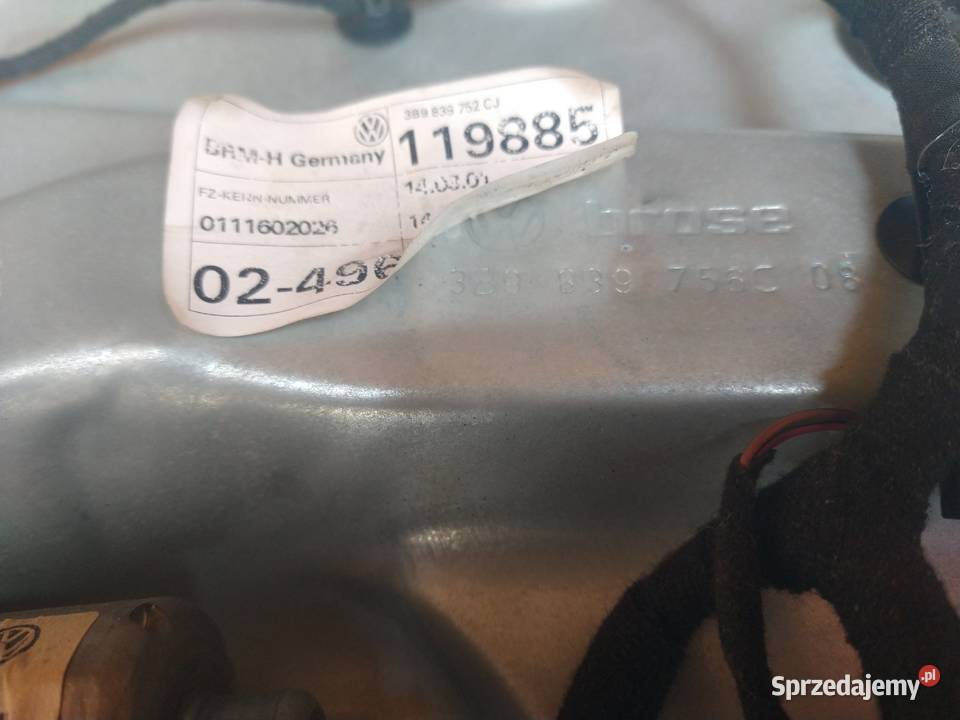 3B9 839 752 CJ
BRM-H Germany
119885
FZ-KERN-NUMMER
14.03.01
0111602026
14
02-496
brose
3B0 839 756C 08
Sprzedajemy.pl